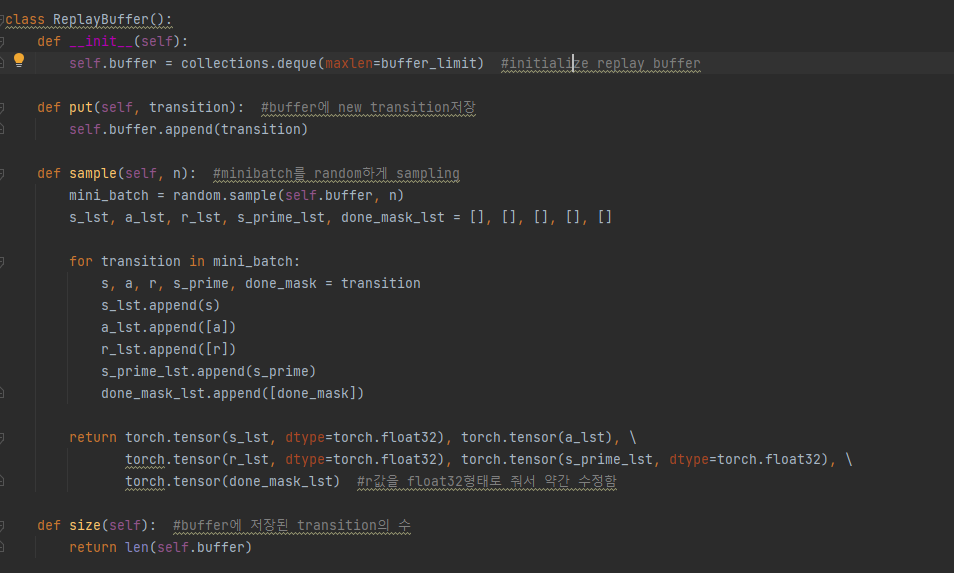 class ReplayBuffer():
    def __init__(self):
        self.buffer = collections.deque(maxlen=buffer_limit)  #initialize replay buffer
    def put(self, transition):  #buffer에 new transition저장
        self.buffer.append(transition)
    def sample(self, n):  #minibatch를 random하게 sampling
        mini_batch = random.sample(self.buffer, n)
        s_lst, a_lst, r_lst, s_prime_lst, done_mask_lst = [], [], [], [], []
        for transition in mini_batch:
            s, a, r, s_prime, done_mask = transition
            s_lst.append(s)
            a_lst.append([a])
            r_lst.append([r])
            s_prime_lst.append(s_prime)
            done_mask_lst.append([done_mask])
        return torch.tensor(s_lst, dtype=torch.float32), torch.tensor(a_lst), \
               torch.tensor(r_lst, dtype=torch.float32), torch.tensor(s_prime_lst, dtype=torch.float32), \
               torch.tensor(done_mask_lst)  #r값을 float32형태로 줘서 약간 수정함
    def size(self):  #buffer에 저장된 transition의 수
        return len(self.buffer)